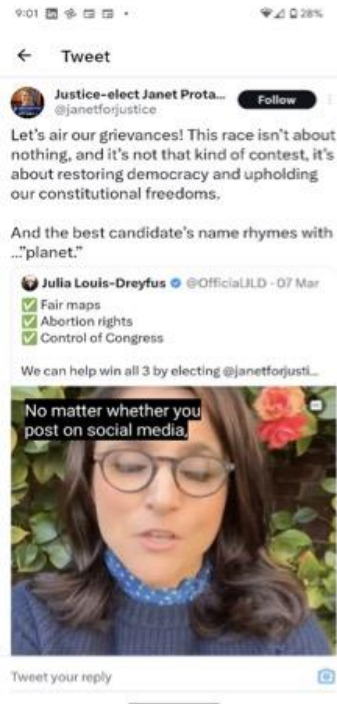 9:01
28%
Tweet
Justice-elect Janet Prota...
@janetforjustice
Follow
Let's air our grievances! This race isn't about
nothing, and it's not that kind of contest, it's
about restoring democracy and upholding
our constitutional freedoms.
And the best candidate's name rhymes with
..."planet."
Julia Louis-Dreyfus @OfficialJLD · 07 Mar
✅ Fair maps
✅ Abortion rights
✅ Control of Congress
We can help win all 3 by electing @janetforjusti...
No matter whether you
post on social media,
Tweet your reply